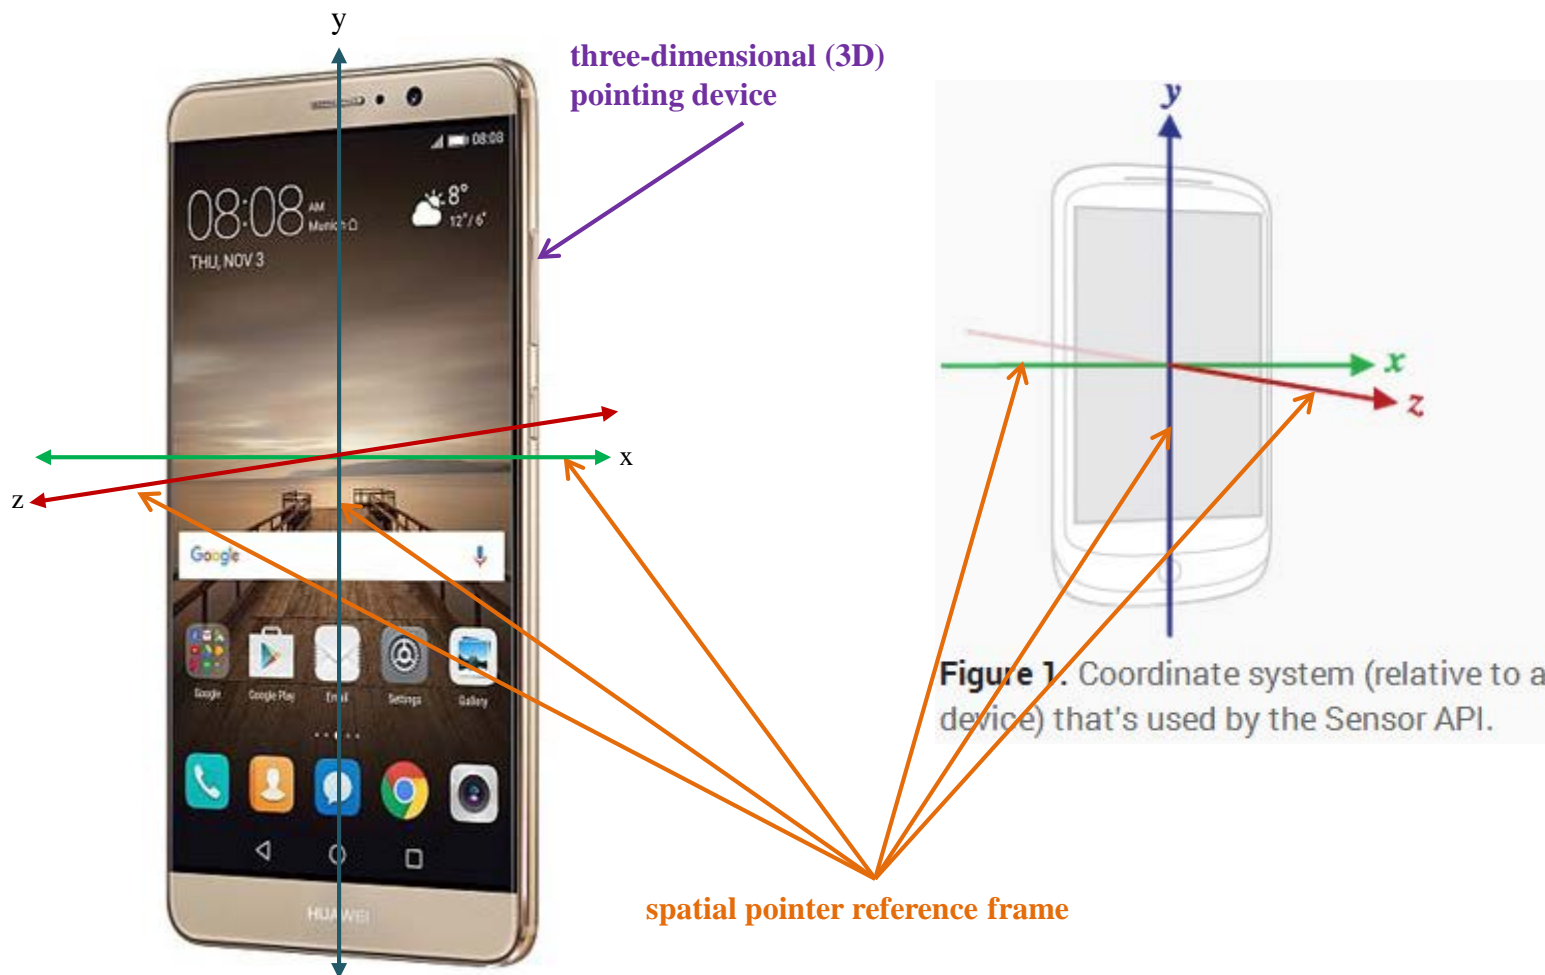 y
three-dimensional (3D)
pointing device
08:08
08:08 AM
Munich
8°
12°/6°
THU, NOV 3
x
z
Google
Google
Google Play
Email
Settings
Gallery
HUAWEI
y
x
z
Figure 1. Coordinate system (relative to a
device) that's used by the Sensor API.
spatial pointer reference frame